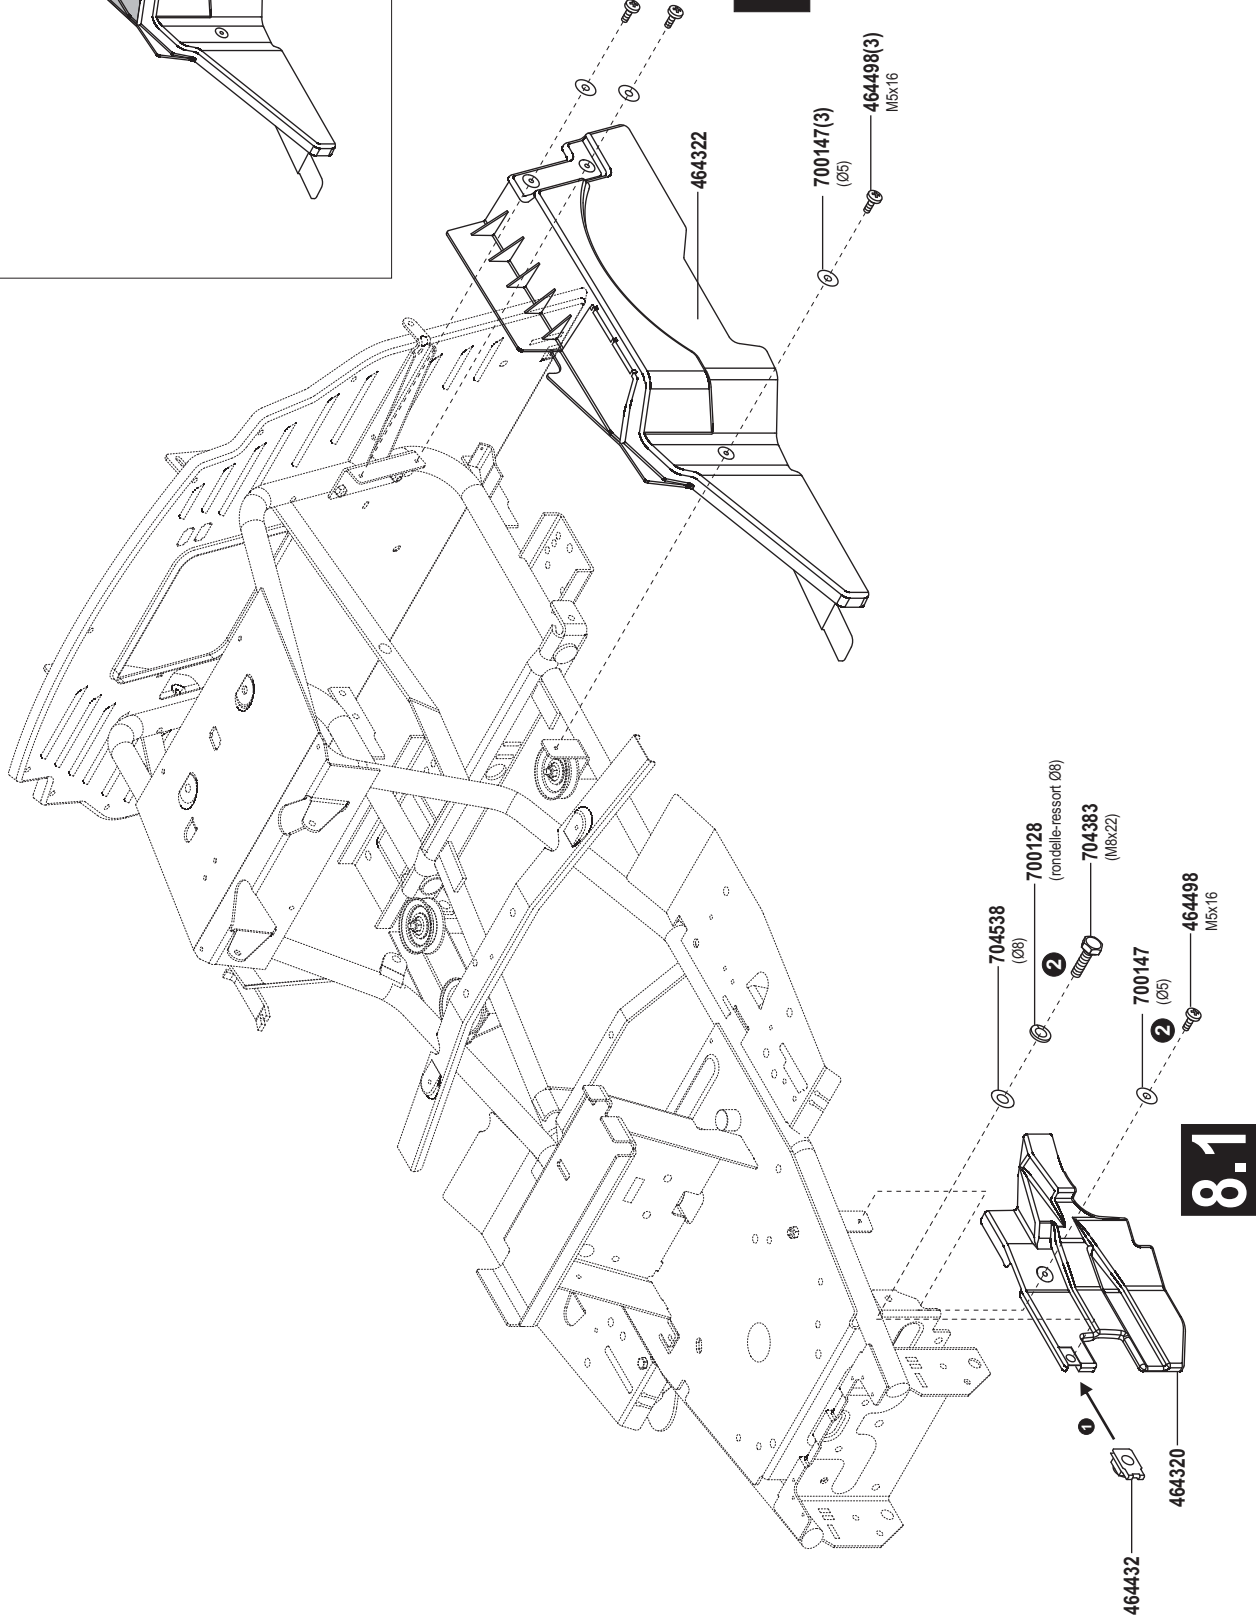 464498(3)
M5x16
700147(3)
(Ø5)
464322
700128
(rondelle-ressort Ø8)
704383
(M8x22)
704538
(Ø8)
2
464498
M5x16
700147
(Ø5)
2
8.1
1
464320
464432